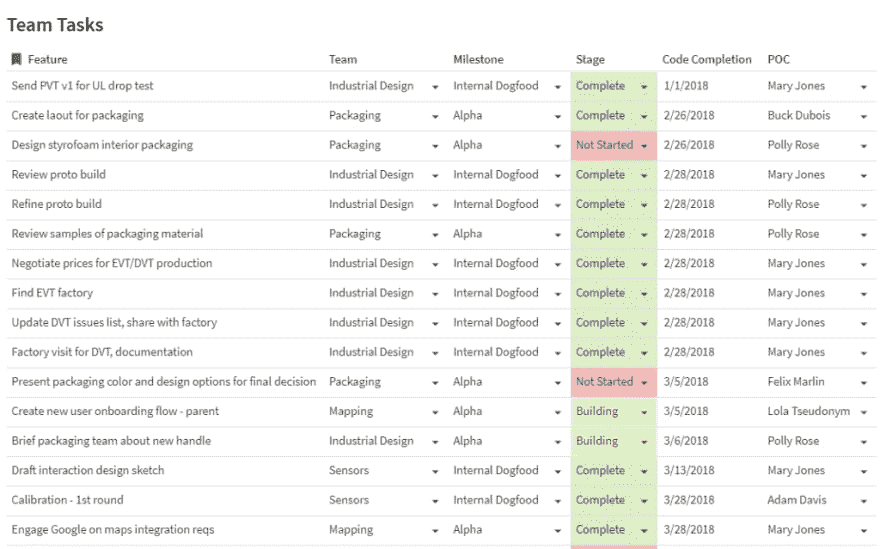 Team Tasks
Feature Team Milestone Stage Code Completion POC
Send PVT v1 for UL drop test Industrial Design Internal Dogfood Complete 1/1/2018 Mary Jones
Create laout for packaging Packaging Alpha Complete 2/26/2018 Buck Dubois
Design styrofoam interior packaging Packaging Alpha Not Started 2/26/2018 Polly Rose
Review proto build Industrial Design Internal Dogfood Complete 2/28/2018 Mary Jones
Refine proto build Industrial Design Internal Dogfood Complete 2/28/2018 Polly Rose
Review samples of packaging material Packaging Alpha Complete 2/28/2018 Polly Rose
Negotiate prices for EVT/DVT production Industrial Design Internal Dogfood Complete 2/28/2018 Mary Jones
Find EVT factory Industrial Design Internal Dogfood Complete 2/28/2018 Mary Jones
Update DVT issues list, share with factory Industrial Design Internal Dogfood Complete 2/28/2018 Mary Jones
Factory visit for DVT, documentation Industrial Design Internal Dogfood Complete 2/28/2018 Mary Jones
Present packaging color and design options for final decision Packaging Alpha Not Started 3/5/2018 Felix Marlin
Create new user onboarding flow - parent Mapping Alpha Building 3/5/2018 Lola Tseudonym
Brief packaging team about new handle Industrial Design Alpha Building 3/6/2018 Polly Rose
Draft interaction design sketch Sensors Internal Dogfood Complete 3/13/2018 Mary Jones
Calibration - 1st round Sensors Internal Dogfood Complete 3/28/2018 Adam Davis
Engage Google on maps integration reqs Mapping Alpha Complete 3/28/2018 Mary Jones